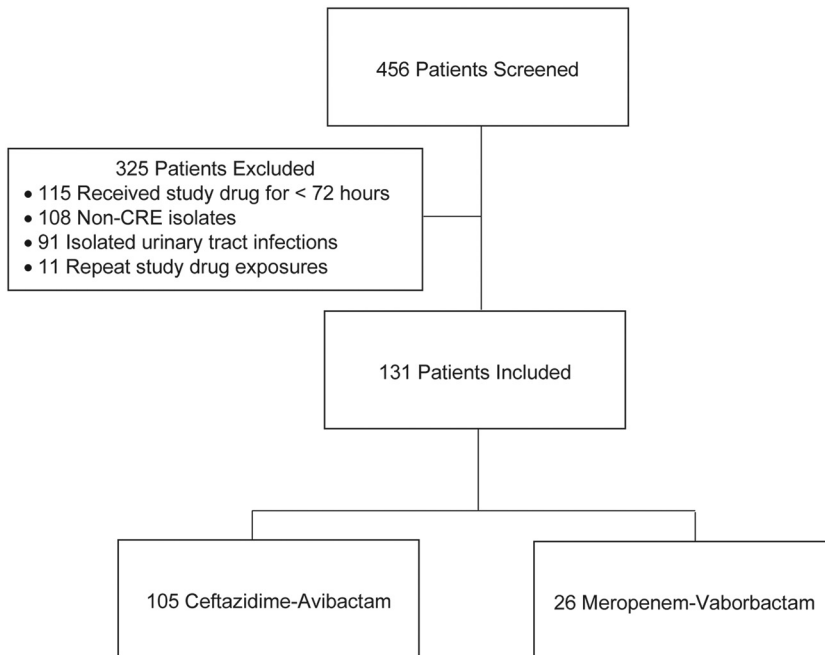 456 Patients Screened
325 Patients Excluded
• 115 Received study drug for < 72 hours
• 108 Non-CRE isolates
• 91 Isolated urinary tract infections
• 11 Repeat study drug exposures
131 Patients Included
105 Ceftazidime-Avibactam
26 Meropenem-Vaborbactam